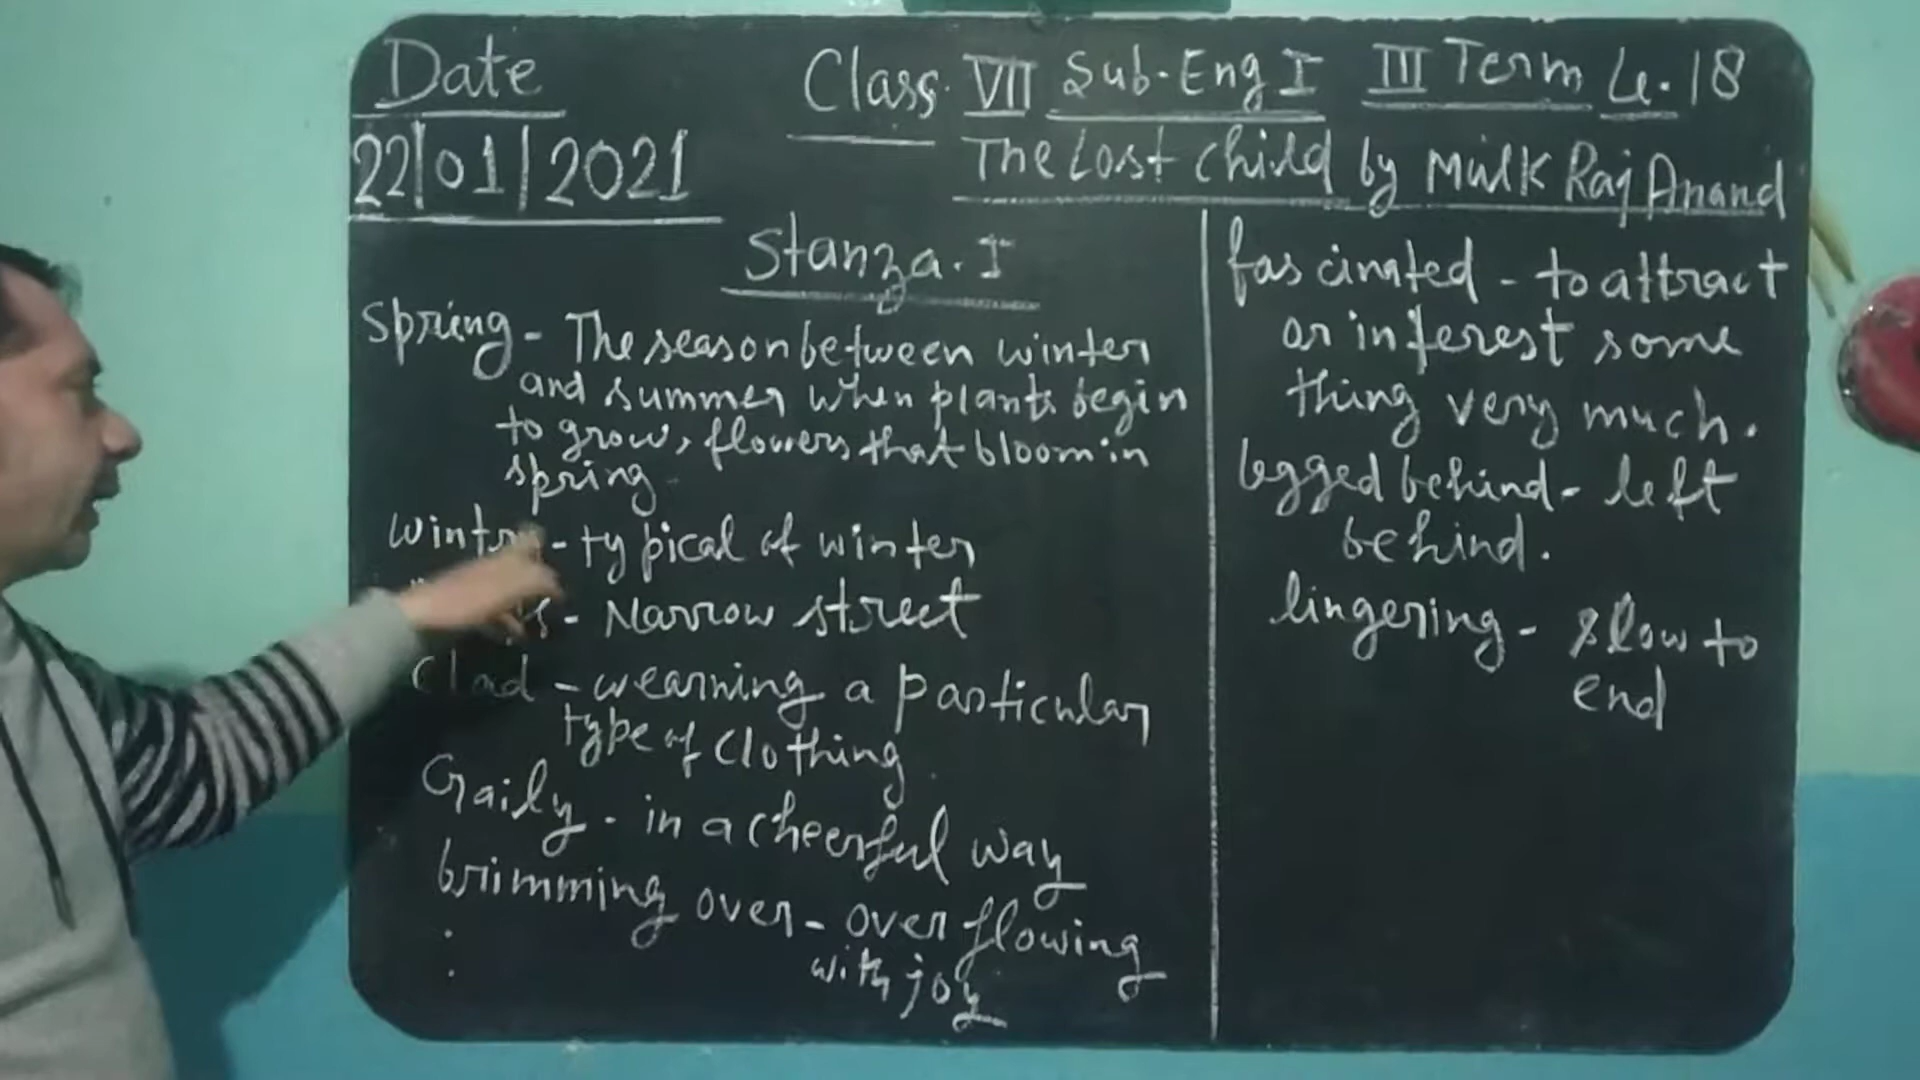 Date
22/01/2021
Class. VII Sub-Eng I III Term Le. 18
The Lost Child by Mulk Raj Anand
Stanza. I
Spring - The season between winter
and summer when plants begin
to grow, flowers that bloom in
spring
typical of winter
- Narrow street
Clad - wearning a particular
type of clothing.
Gaily - in a cheerful way
brimming over - over flowing
with joy
fascinated - to attract
or interest some
thing very much.
legged behind - left
behind.
lingering - slow to
end